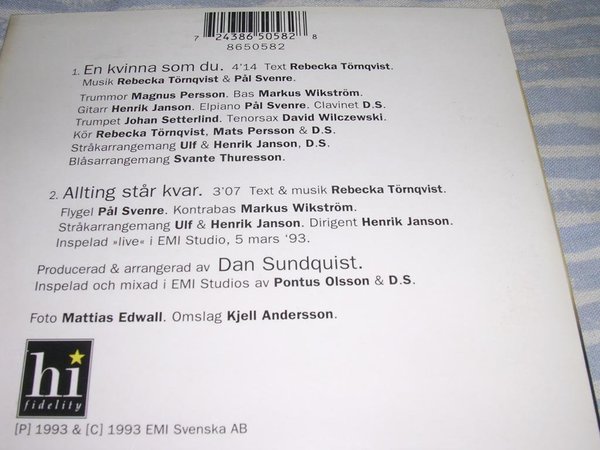 7 24386 50582 8
8650582
1. En kvinna som du. 4'14 Text Rebecka Törnqvist.
Musik Rebecka Törnqvist & Pål Svenre.
Trummor Magnus Persson. Bas Markus Wikström.
Gitarr Henrik Janson. Elpiano Pål Svenre. Clavinet D.S.
Trumpet Johan Setterlind. Tenorsax David Wilczewski.
Kör Rebecka Törnqvist, Mats Persson & D.S.
Stråkarrangemang Ulf & Henrik Janson, D.S.
Blåsarrangemang Svante Thuresson.
2. Allting står kvar. 3'07 Text & musik Rebecka Törnqvist.
Flygel Pål Svenre. Kontrabas Markus Wikström.
Stråkarrangemang Ulf & Henrik Janson. Dirigent Henrik Janson.
Inspelad »live« i EMI Studio, 5 mars '93.
Producerad & arrangerad av Dan Sundquist.
Inspelad och mixad i EMI Studios av Pontus Olsson & D.S.
Foto Mattias Edwall. Omslag Kjell Andersson.
hi
fidelity
[P] 1993 & [C] 1993 EMI Svenska AB